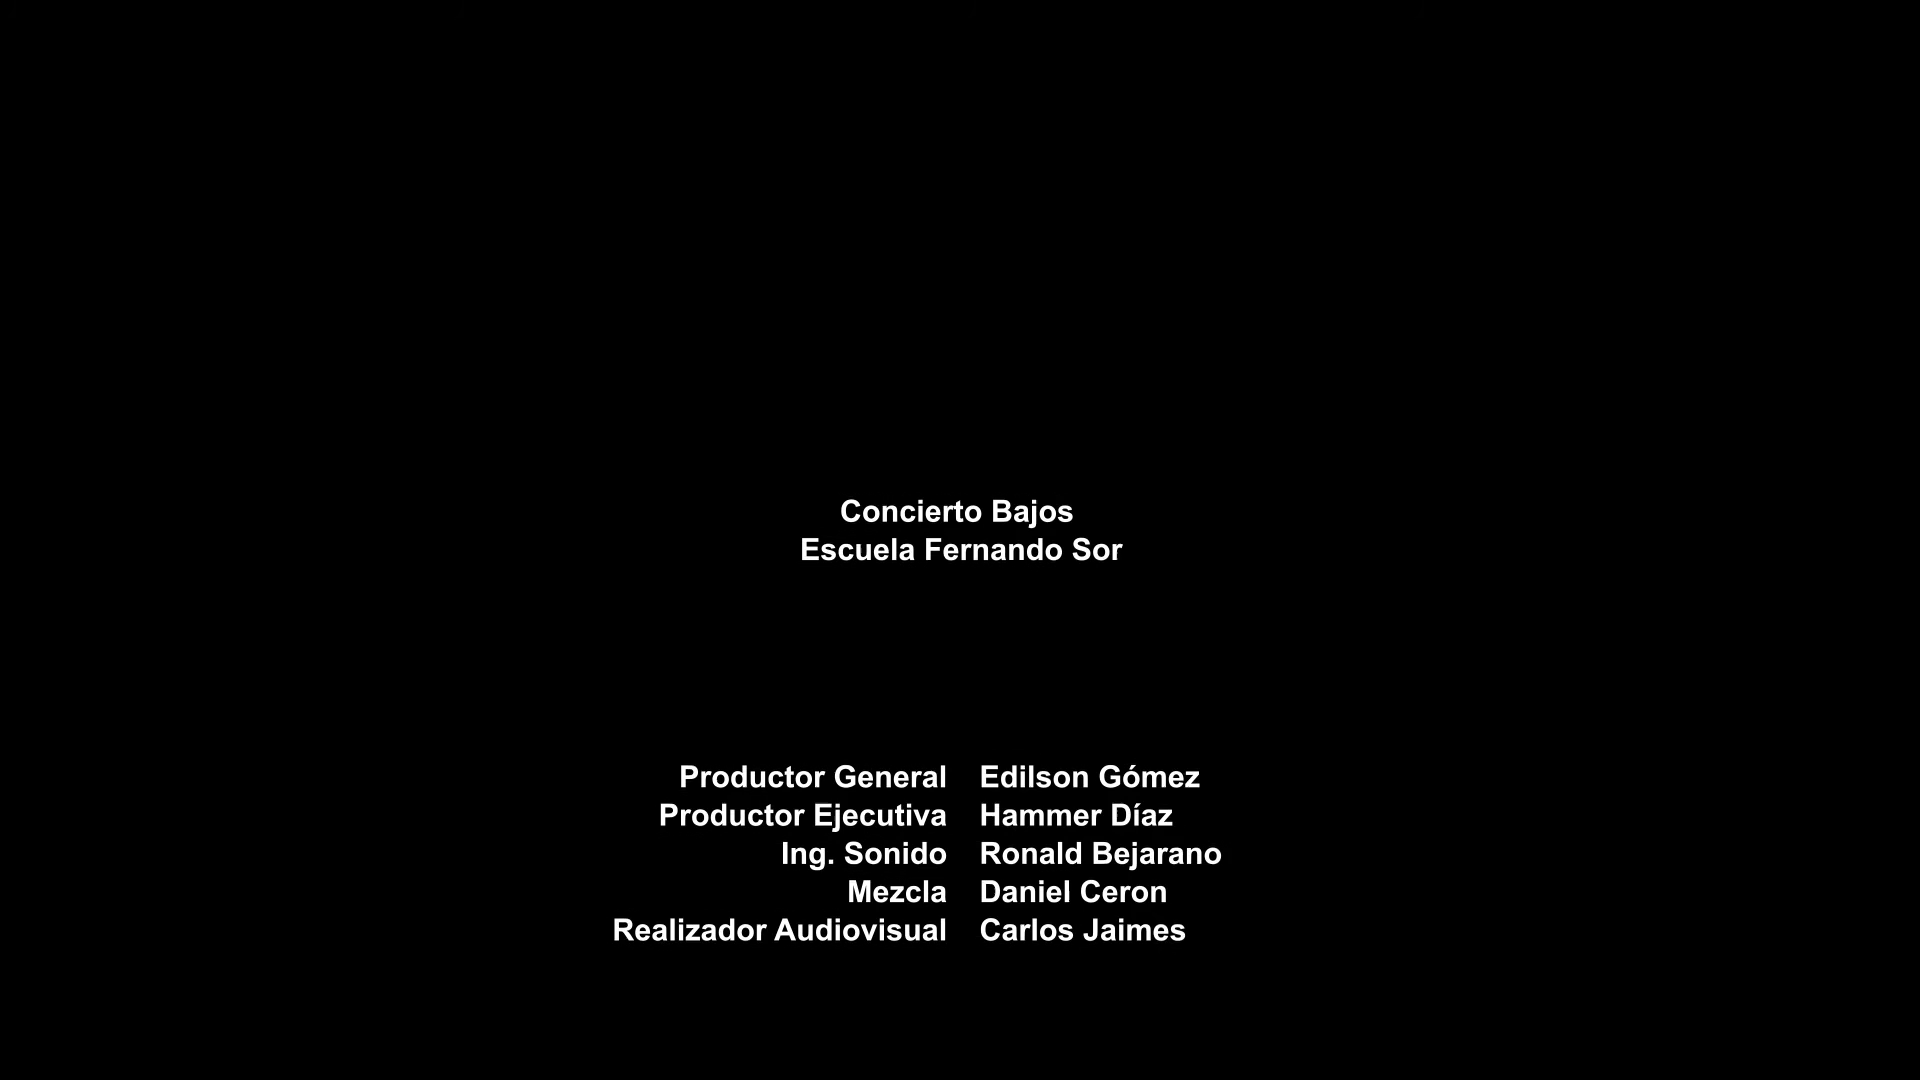 Concierto Bajos
Escuela Fernando Sor
Productor General Edilson Gómez
Productor Ejecutiva Hammer Díaz
Ing. Sonido Ronald Bejarano
Mezcla Daniel Ceron
Realizador Audiovisual Carlos Jaimes